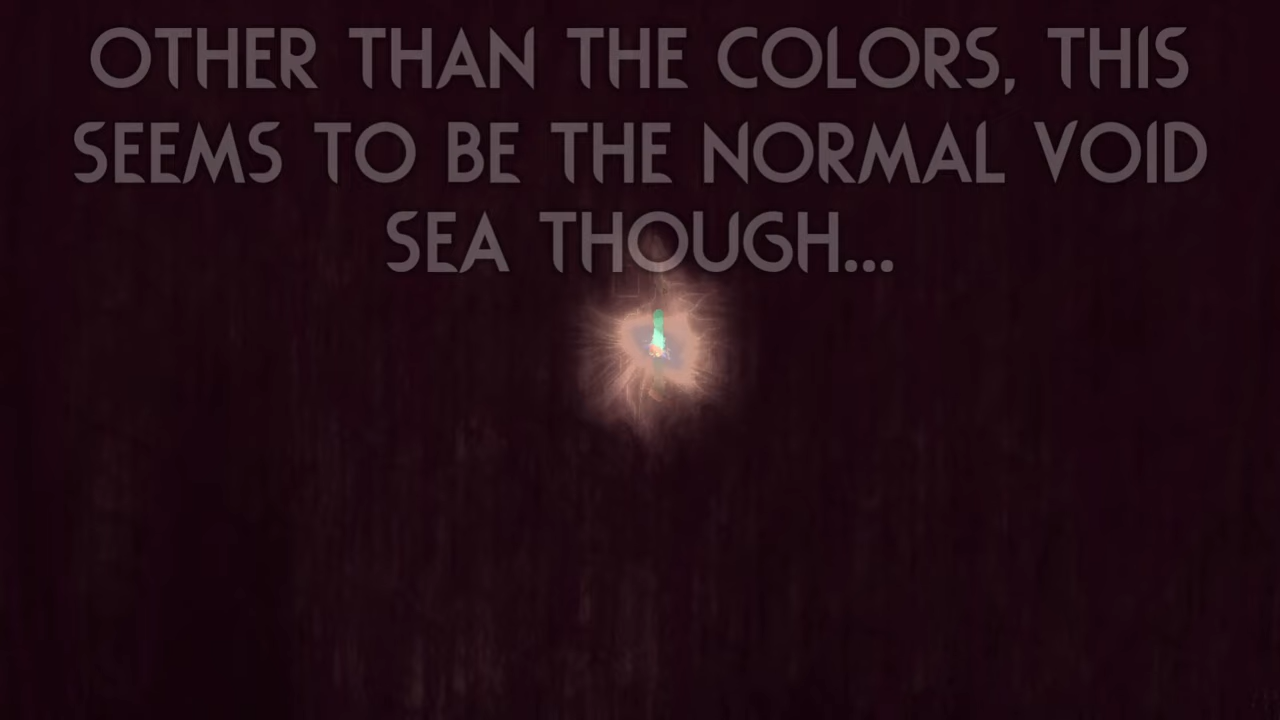 OTHER THAN THE COLORS, THIS
SEEMS TO BE THE NORMAL VOID
SEA THOUGH...